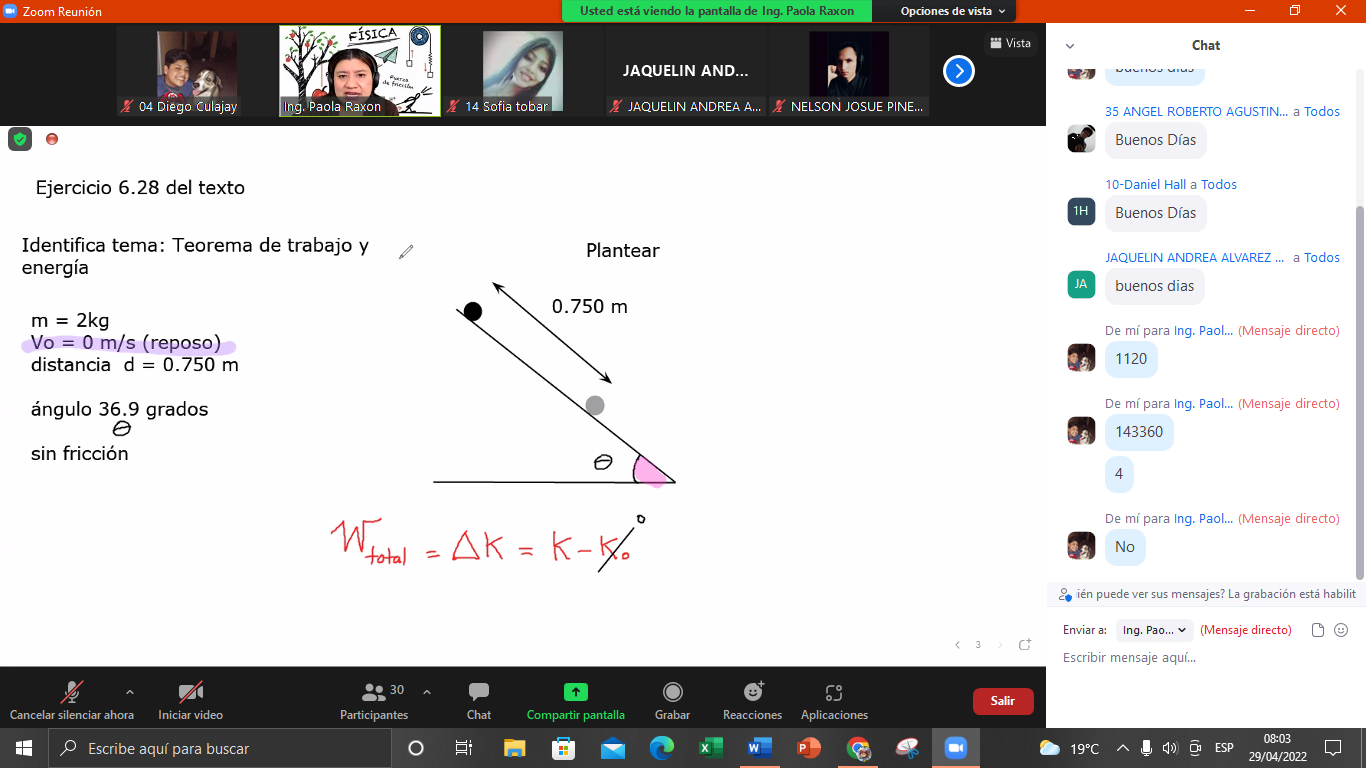 Zoom Reunión
Usted está viendo la pantalla de Ing. Paola Raxon
Opciones de vista
FÍSICA
Fuerza
de fricción
04 Diego Culajay
Ing. Paola Raxon
14 Sofia tobar
JAQUELIN AND...
JAQUELIN ANDREA A...
NELSON JOSUE PINE...
Vista
Ejercicio 6.28 del texto
Identifica tema: Teorema de trabajo y
energía
m = 2kg
Vo = 0 m/s (reposo)
distancia d = 0.750 m
ángulo 36.9 grados
θ
sin fricción
Plantear
0.750 m
θ
W total = ΔK = K - K₀ 0
3
Chat
buenos dias
35 ANGEL ROBERTO AGUSTIN... a Todos
Buenos Días
10-Daniel Hall a Todos
1H
Buenos Días
JAQUELIN ANDREA ALVAREZ ... a Todos
JA
buenos dias
De mí para Ing. Paol... (Mensaje directo)
1120
De mí para Ing. Paol... (Mensaje directo)
143360
4
De mí para Ing. Paol... (Mensaje directo)
No
ién puede ver sus mensajes? La grabación está habilit
Enviar a: Ing. Pao... (Mensaje directo)
Escribir mensaje aquí...
Cancelar silenciar ahora
Iniciar video
30
Participantes
Chat
Compartir pantalla
Grabar
Reacciones
Aplicaciones
Salir
Escribe aquí para buscar
19°C
ESP
08:03
29/04/2022